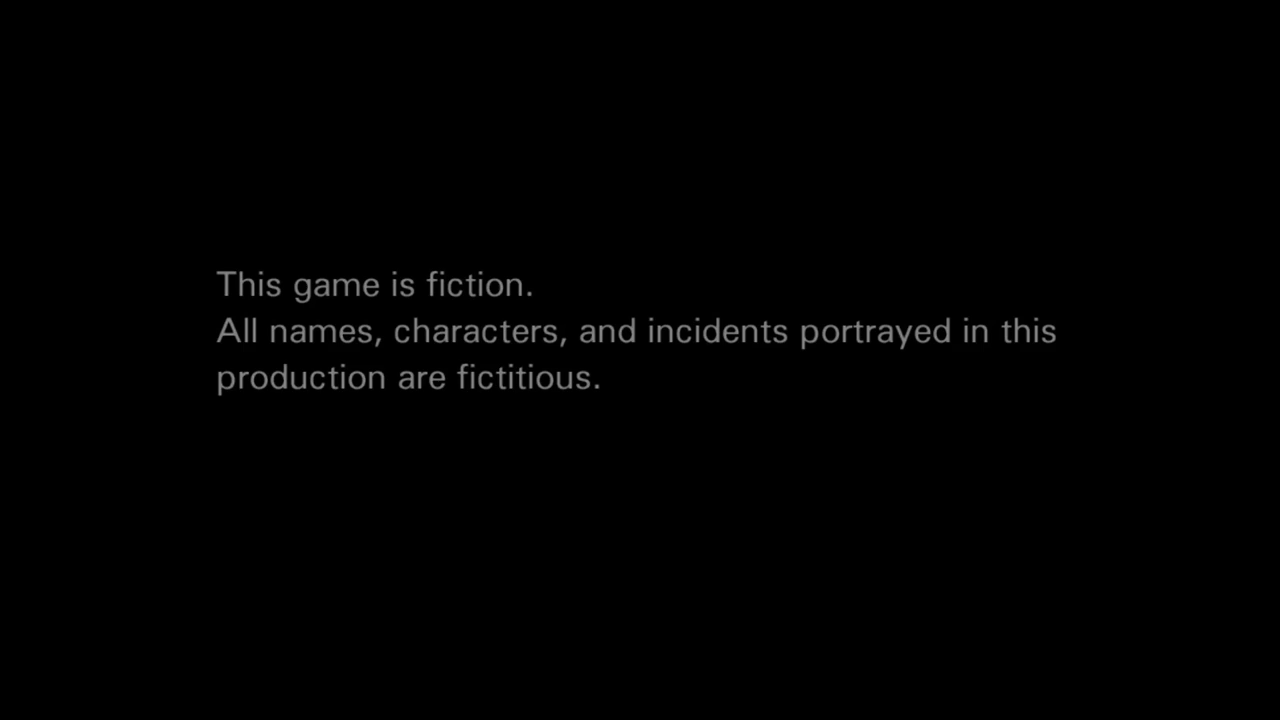 This game is fiction.
All names, characters, and incidents portrayed in this
production are fictitious.